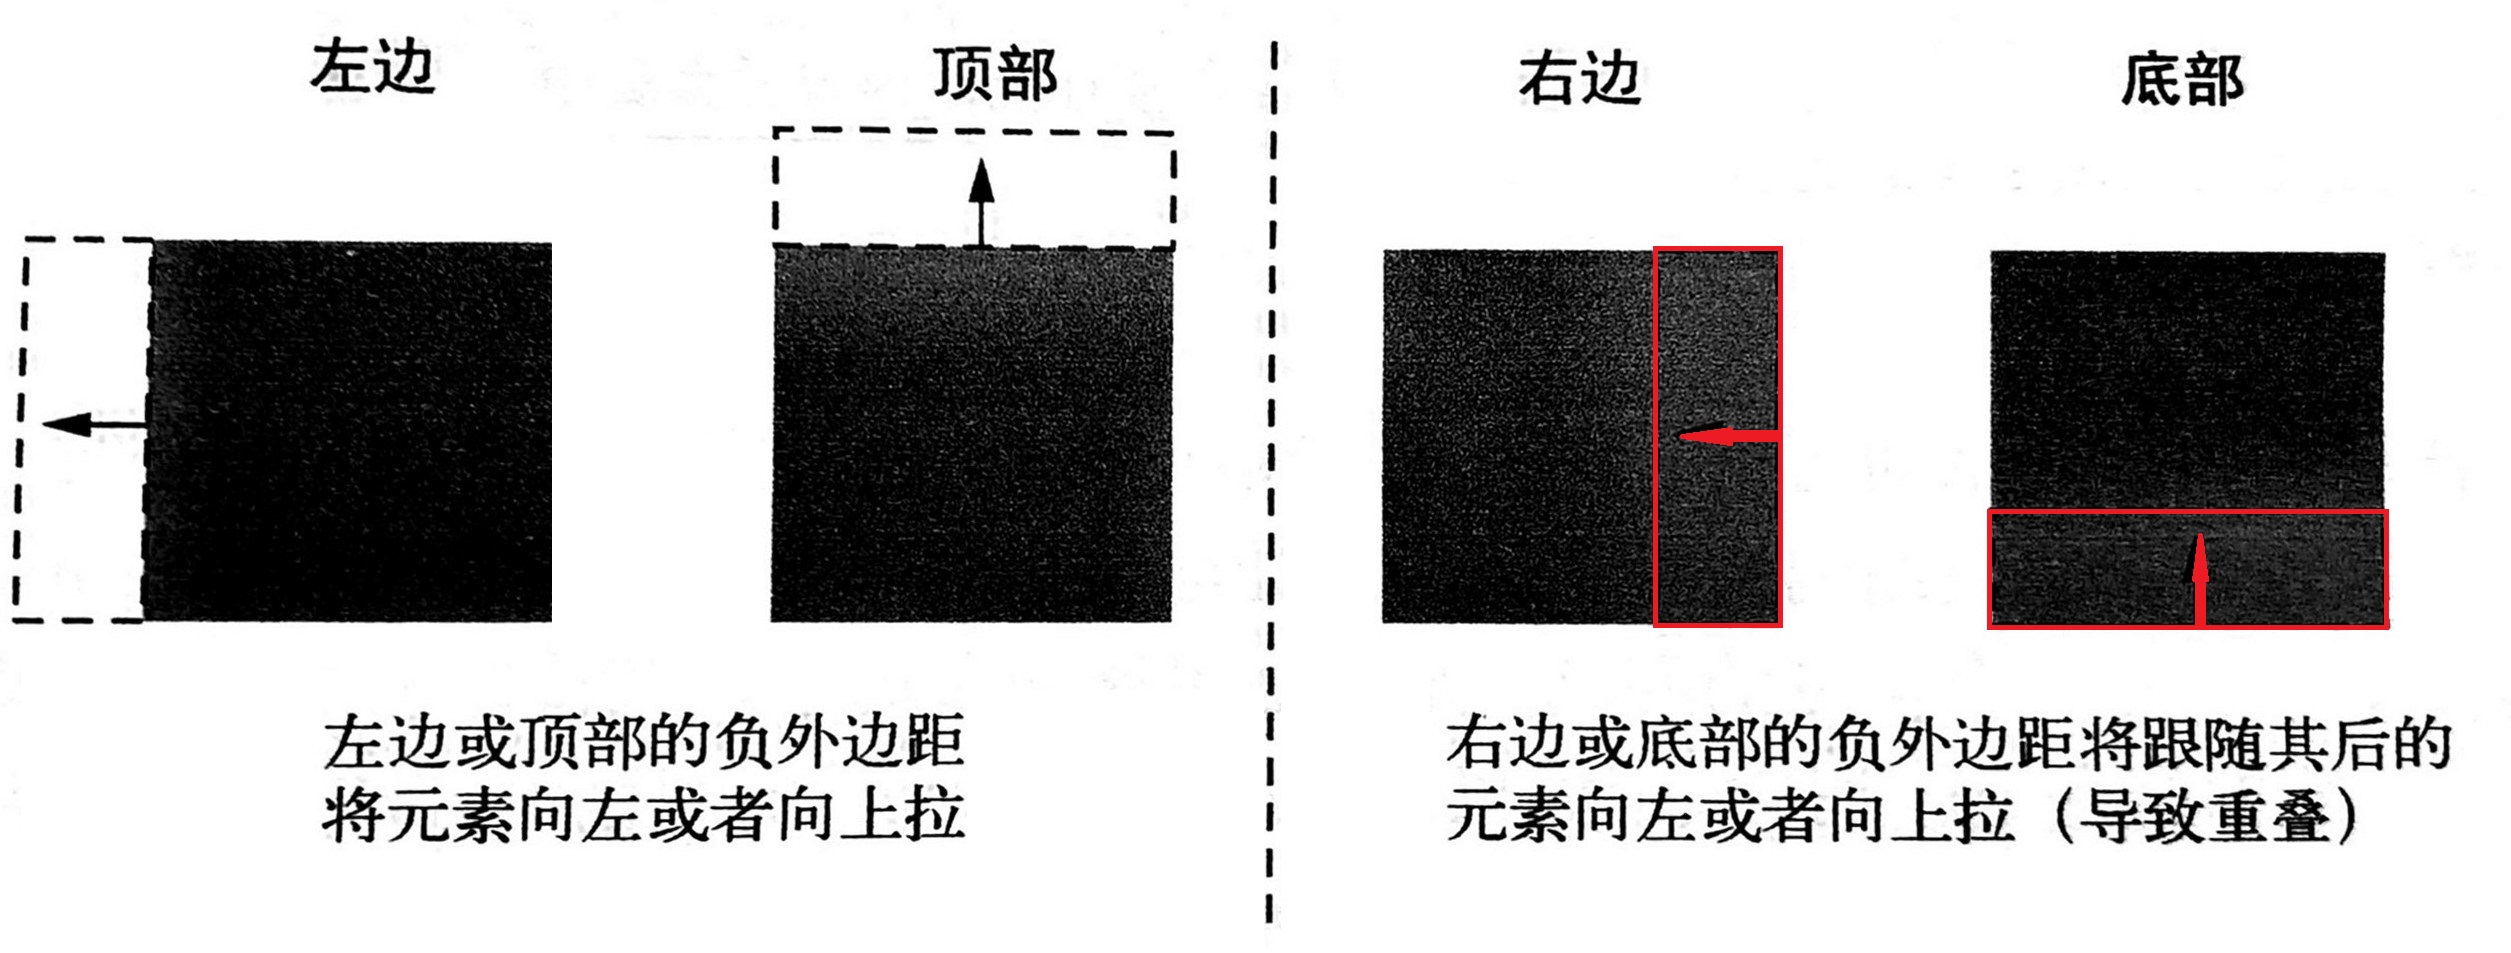 左边
顶部
右边
底部
左边或顶部的负外边距
将元素向左或者向上拉
右边或底部的负外边距将跟随其后的
元素向左或者向上拉（导致重叠）